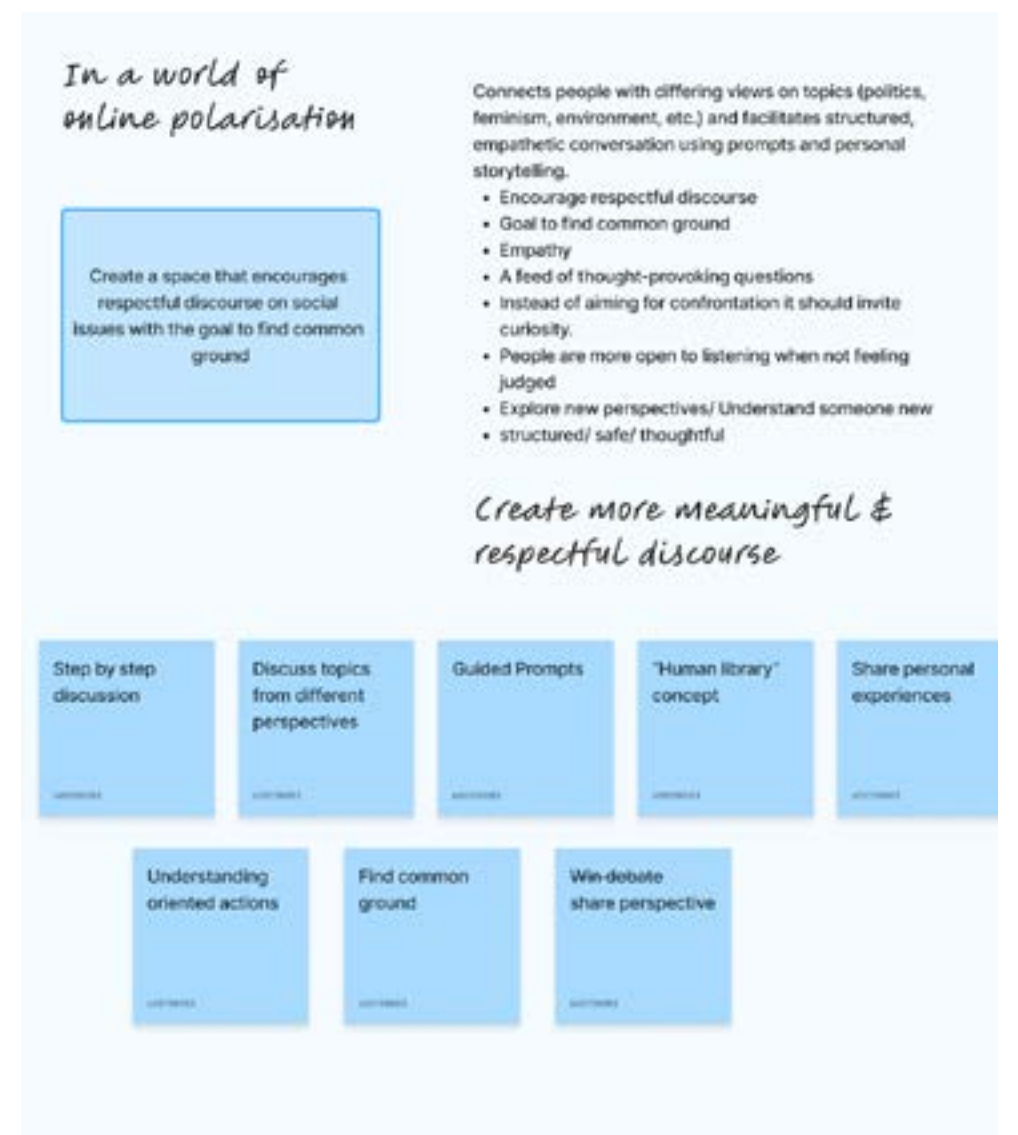 In a world of
online polarisation
Create a space that encourages
respectful discourse on social
issues with the goal to find common
ground
Connects people with differing views on topics (politics,
feminism, environment, etc.) and facilitates structured,
empathetic conversation using prompts and personal
storytelling.
• Encourage respectful discourse
• Goal to find common ground
• Empathy
• A feed of thought-provoking questions
• Instead of aiming for confrontation it should invite
curiosity.
• People are more open to listening when not feeling
judged
• Explore new perspectives/ Understand someone new
• structured/ safe/ thoughtful
Create more meaningful &
respectful discourse
Step by step
discussion
Discuss topics
from different
perspectives
Guided Prompts
"Human library"
concept
Share personal
experiences
Understanding
oriented actions
Find common
ground
Win debate
share perspective